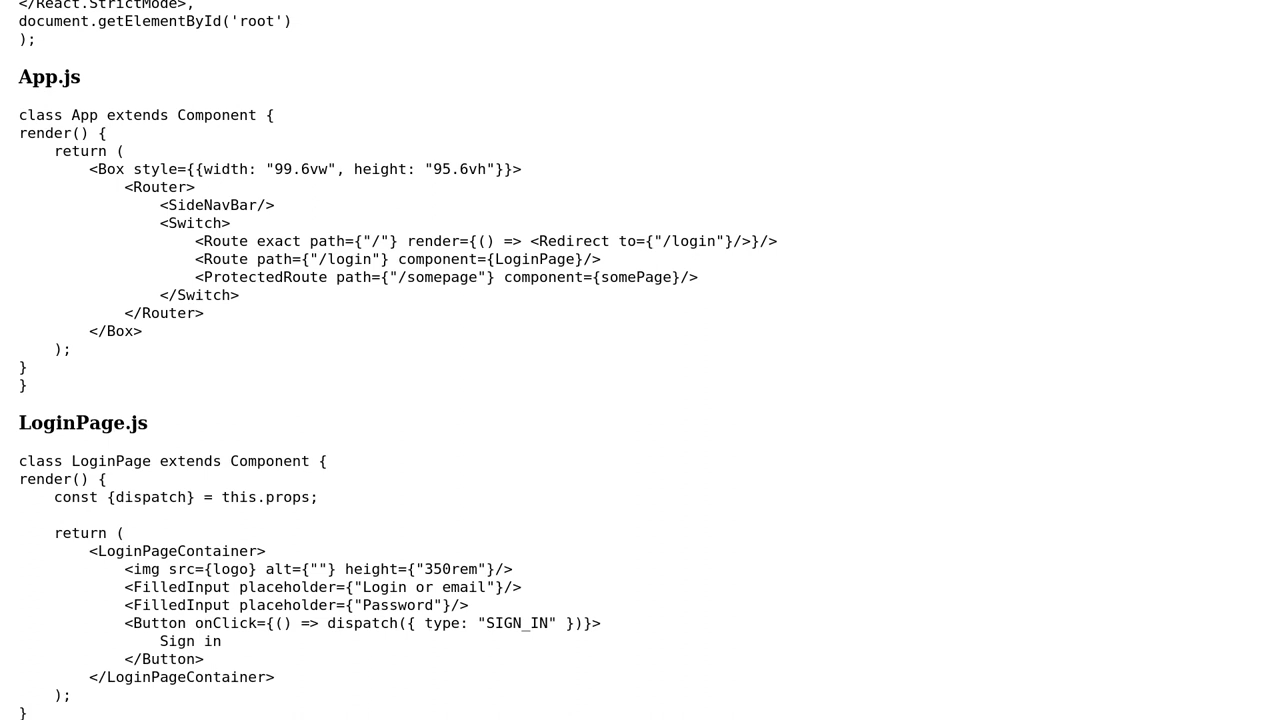 </React.StrictMode>,
document.getElementById('root')
);
App.js
class App extends Component {
render() {
    return (
        <Box style={{width: "99.6vw", height: "95.6vh"}}>
            <Router>
                <SideNavBar/>
                <Switch>
                    <Route exact path={"/"} render={() => <Redirect to={"/login"}/>}/>
                    <Route path={"/login"} component={LoginPage}/>
                    <ProtectedRoute path={"/somepage"} component={somePage}/>
                </Switch>
            </Router>
        </Box>
    );
}
}
LoginPage.js
class LoginPage extends Component {
render() {
    const {dispatch} = this.props;
    return (
        <LoginPageContainer>
            <img src={logo} alt={""} height={"350rem"}/>
            <FilledInput placeholder={"Login or email"}/>
            <FilledInput placeholder={"Password"}/>
            <Button onClick={() => dispatch({ type: "SIGN_IN" })}>
                Sign in
            </Button>
        </LoginPageContainer>
    );
}